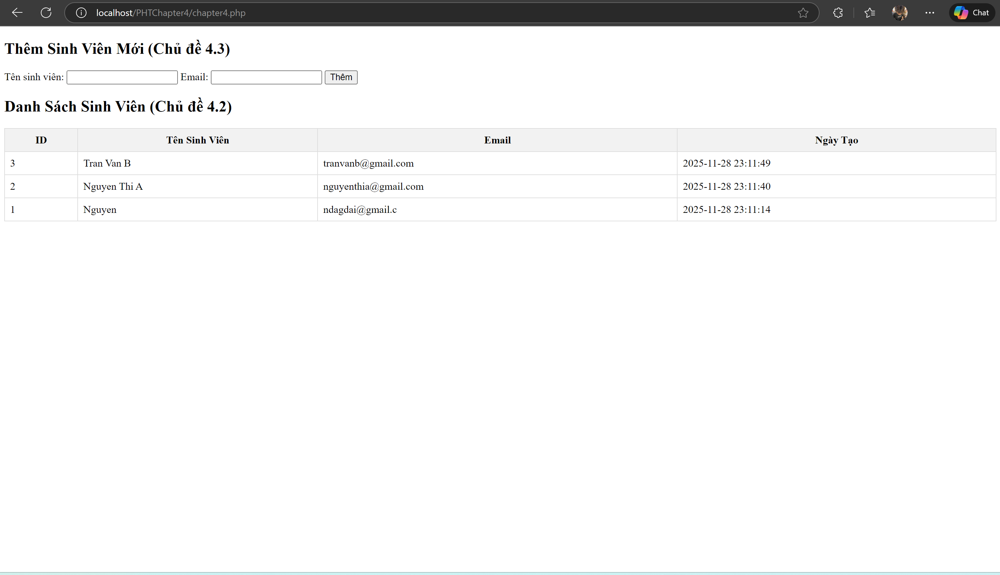 localhost/PHTChapter4/chapter4.php Chat
Thêm Sinh Viên Mới (Chủ đề 4.3)
Tên sinh viên: Email: Thêm
Danh Sách Sinh Viên (Chủ đề 4.2)
ID Tên Sinh Viên Email Ngày Tạo
3 Tran Van B tranvanb@gmail.com 2025-11-28 23:11:49
2 Nguyen Thi A nguyenthia@gmail.com 2025-11-28 23:11:40
1 Nguyen ndagdai@gmail.c 2025-11-28 23:11:14